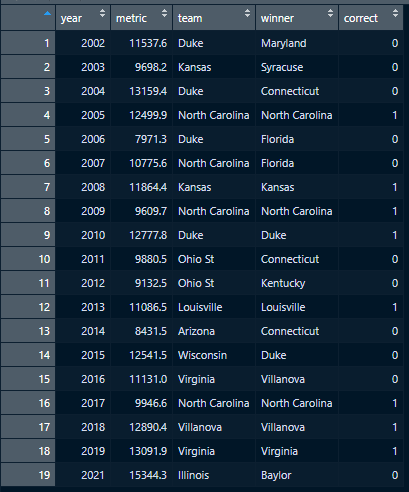 year metric team winner correct
1 2002 11537.6 Duke Maryland 0
2 2003 9698.2 Kansas Syracuse 0
3 2004 13159.4 Duke Connecticut 0
4 2005 12499.9 North Carolina North Carolina 1
5 2006 7971.3 Duke Florida 0
6 2007 10775.6 North Carolina Florida 0
7 2008 11864.4 Kansas Kansas 1
8 2009 9609.7 North Carolina North Carolina 1
9 2010 12777.8 Duke Duke 1
10 2011 9880.5 Ohio St Connecticut 0
11 2012 9132.5 Ohio St Kentucky 0
12 2013 11086.5 Louisville Louisville 1
13 2014 8431.5 Arizona Connecticut 0
14 2015 12541.5 Wisconsin Duke 0
15 2016 11131.0 Virginia Villanova 0
16 2017 9946.6 North Carolina North Carolina 1
17 2018 12890.4 Villanova Villanova 1
18 2019 13091.9 Virginia Virginia 1
19 2021 15344.3 Illinois Baylor 0